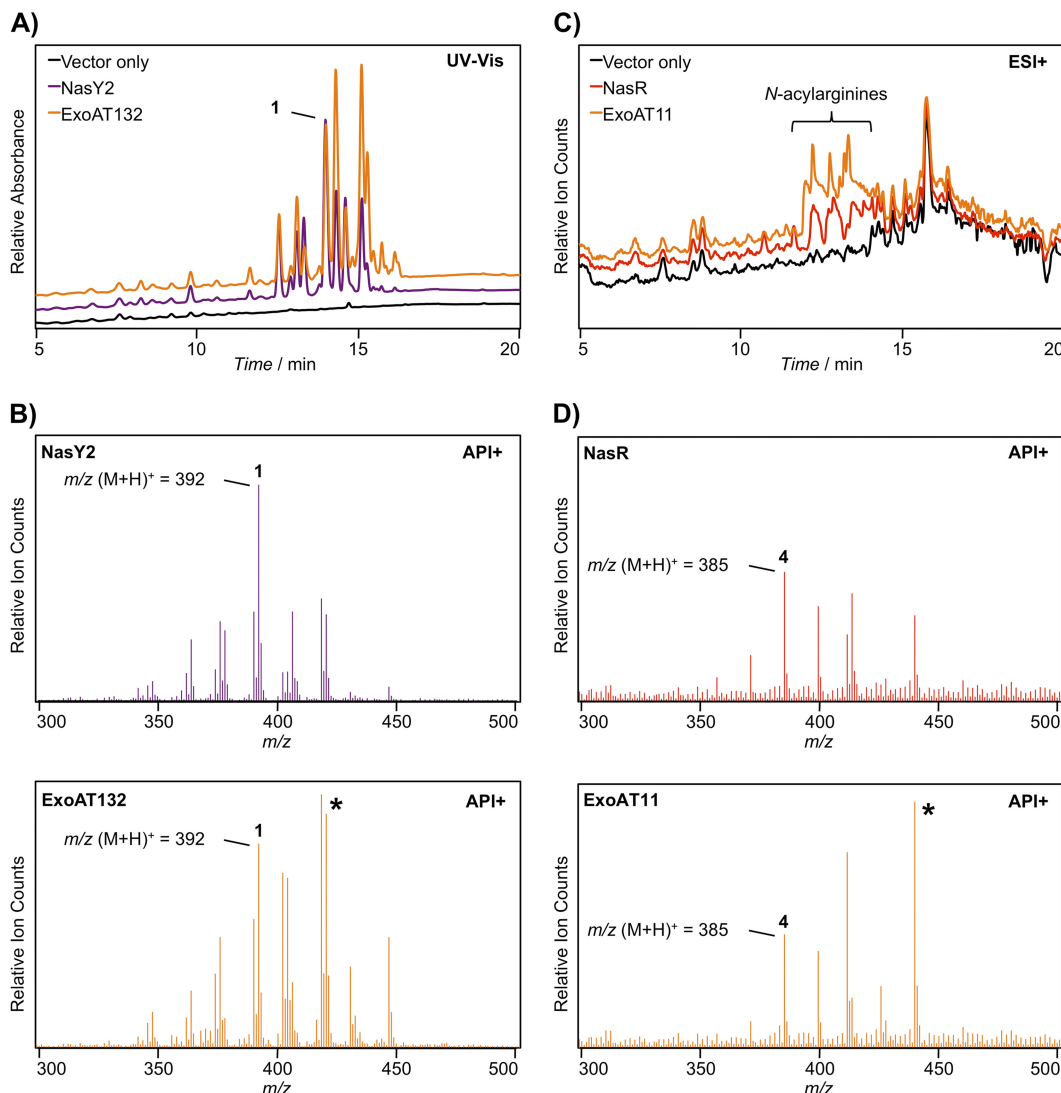 A)
Vector only
NasY2
ExoAT132
UV-Vis
1
Relative Absorbance
5
10
15
20
Time / min
C)
Vector only
NasR
ExoAT11
ESI+
N-acylarginines
Relative Ion Counts
5
10
15
20
Time / min
B)
NasY2
API+
m/z (M+H)+ = 392
1
Relative Ion Counts
300
350
400
450
500
m/z
D)
NasR
API+
m/z (M+H)+ = 385
4
Relative Ion Counts
300
350
400
450
500
m/z
ExoAT132
API+
m/z (M+H)+ = 392
1
*
Relative Ion Counts
300
350
400
450
500
m/z
ExoAT11
API+
m/z (M+H)+ = 385
4
*
Relative Ion Counts
300
350
400
450
500
m/z